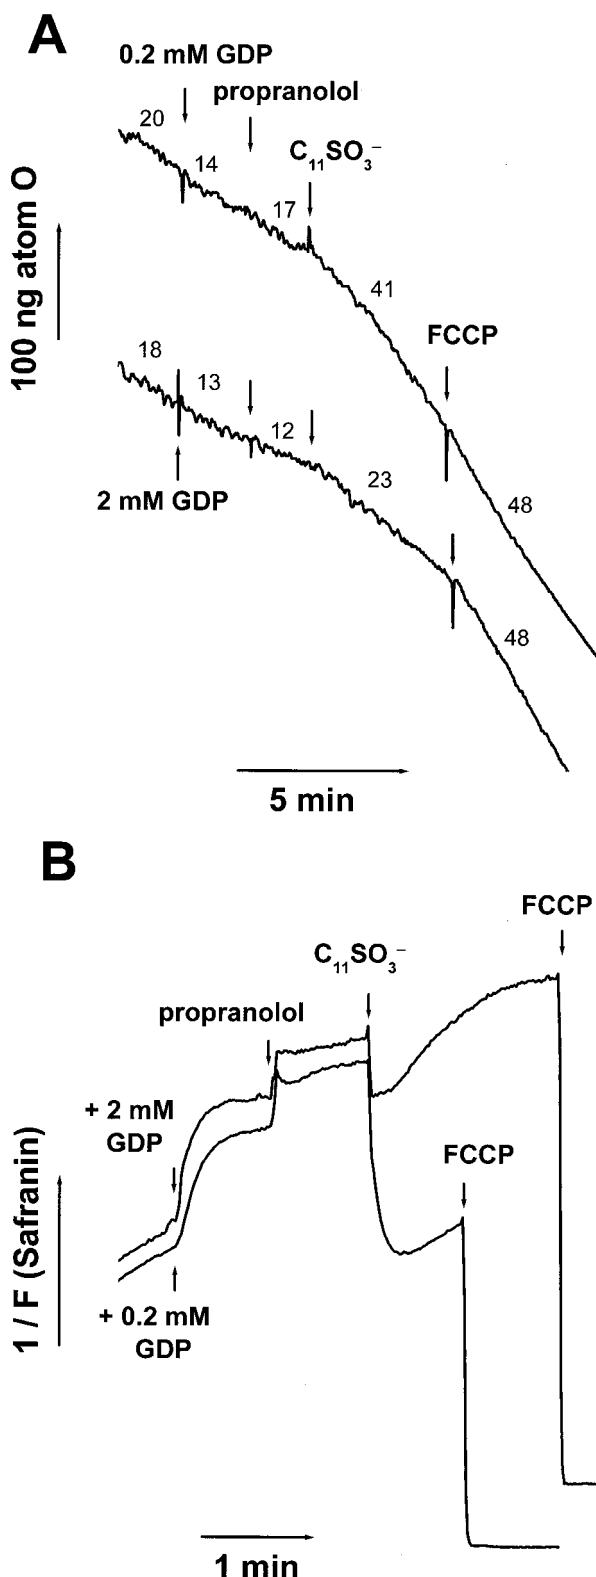 A
0.2 mM GDP
propranolol
20
C₁₁SO₃⁻
14
17
100 ng atom O
41
FCCP
18
13
12
23
2 mM GDP
48
48
5 min
B
FCCP
C₁₁SO₃⁻
propranolol
+ 2 mM
GDP
FCCP
1 / F (Safranin)
+ 0.2 mM
GDP
1 min